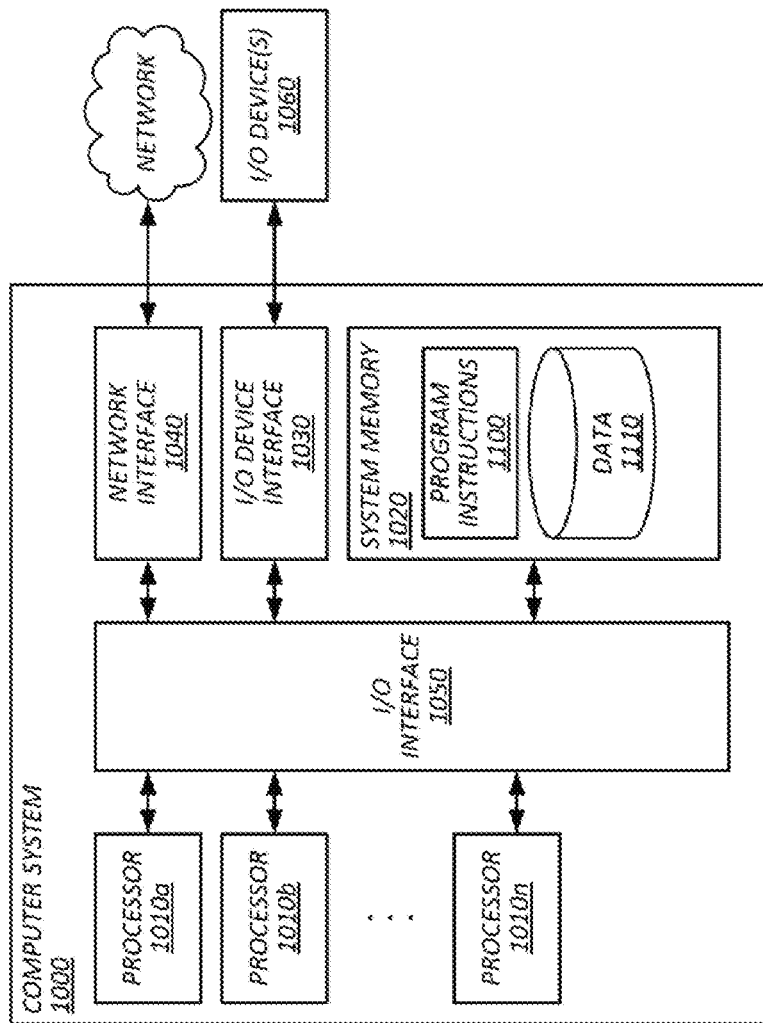 COMPUTER SYSTEM
1000
PROCESSOR
1010a
PROCESSOR
1010b
. . .
PROCESSOR
1010n
I/O
INTERFACE
1050
NETWORK
INTERFACE
1040
I/O DEVICE
INTERFACE
1030
SYSTEM MEMORY
1020
PROGRAM
INSTRUCTIONS
1100
DATA
1110
NETWORK
I/O DEVICE(S)
1060